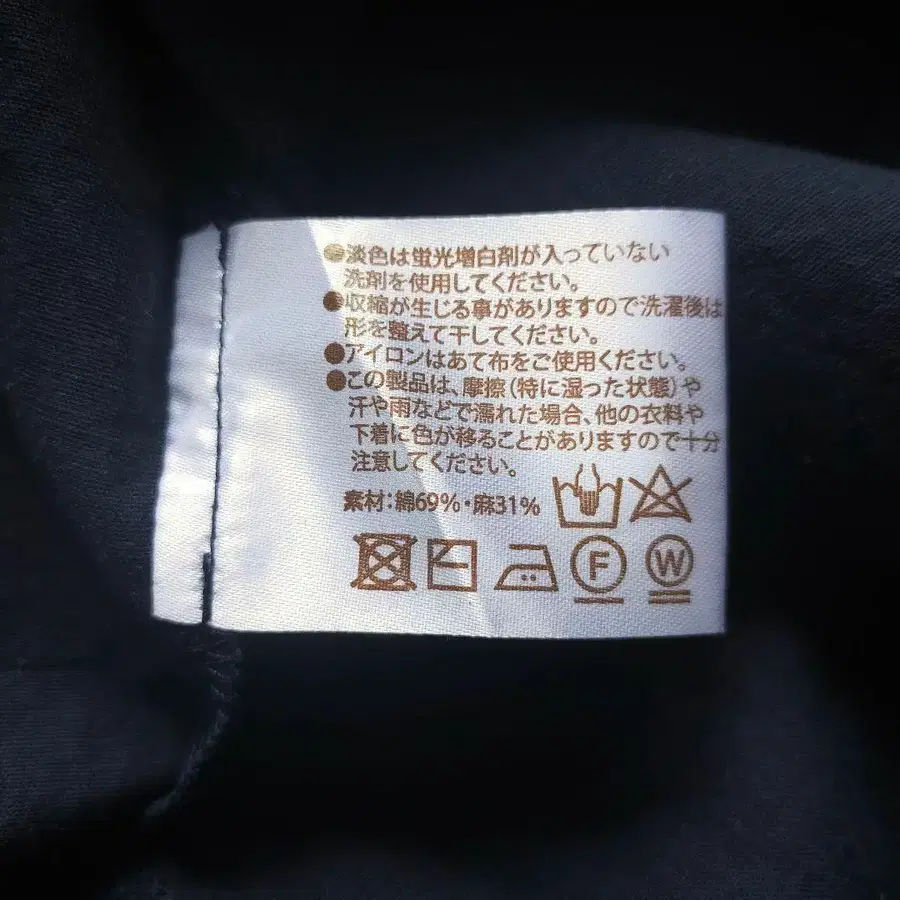 ●淡色は蛍光増白剤が入っていない
洗剤を使用してください。
●収縮が生じる事がありますので洗濯後は
形を整えて干してください。
●アイロンはあて布をご使用ください。
●この製品は、摩擦(特に湿った状態)や
汗や雨などで濡れた場合、他の衣料や
下着に色が移ることがありますので十分
注意してください。
素材:綿69%・麻31%
F W